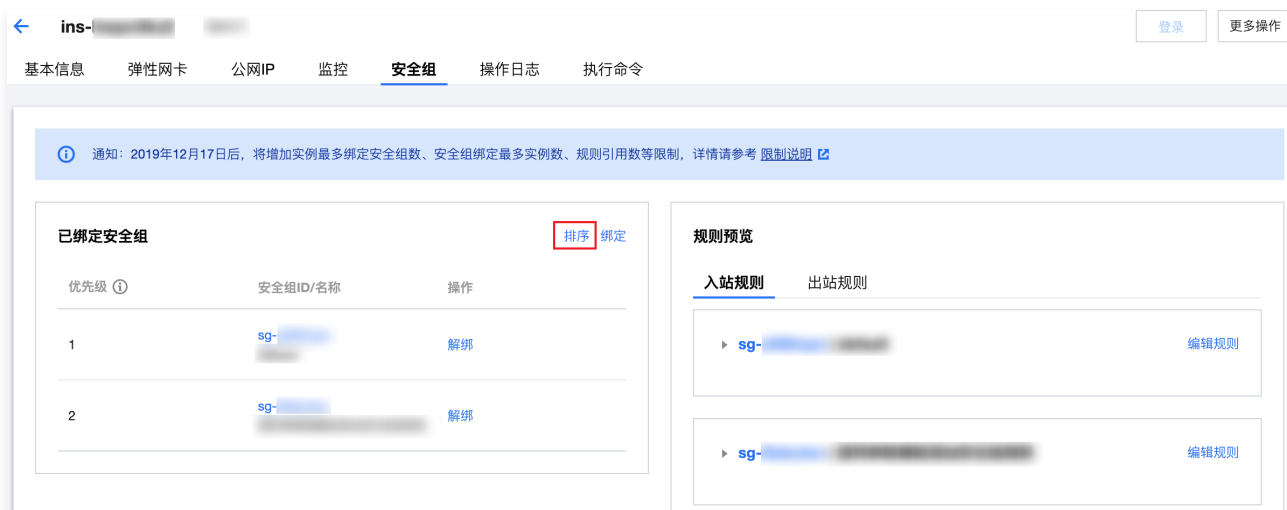 ins-
登录
更多操作
基本信息 弹性网卡 公网IP 监控 安全组 操作日志 执行命令
通知：2019年12月17日后，将增加实例最多绑定安全组数、安全组绑定最多实例数、规则引用数等限制，详情请参考 限制说明
已绑定安全组
排序 绑定
优先级 安全组ID/名称 操作
1 sg- 解绑
2 sg- 解绑
规则预览
入站规则 出站规则
sg- 编辑规则
sg- 编辑规则